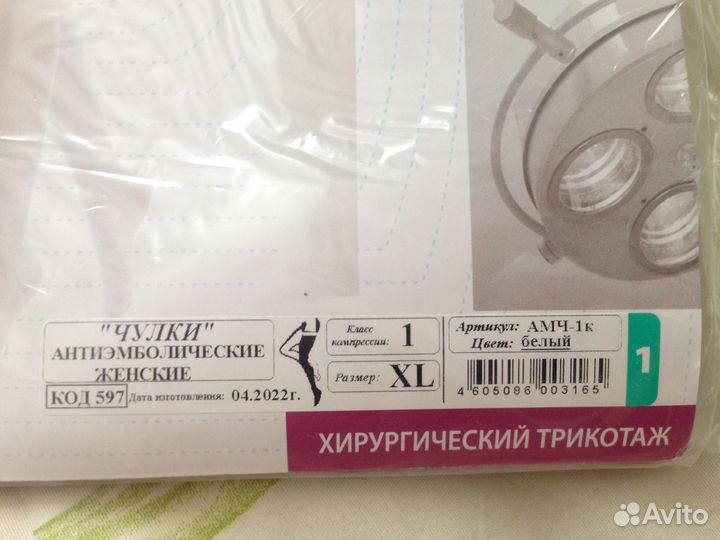 "ЧУЛКИ"
АНТИЭМБОЛИЧЕСКИЕ
ЖЕНСКИЕ
КОД 597 Дата изготовления: 04.2022г.
Класс
компрессии: 1
Размер: XL
Артикул: АМЧ-1к
Цвет: белый
4 605086 003165
1
ХИРУРГИЧЕСКИЙ ТРИКОТАЖ
Avito